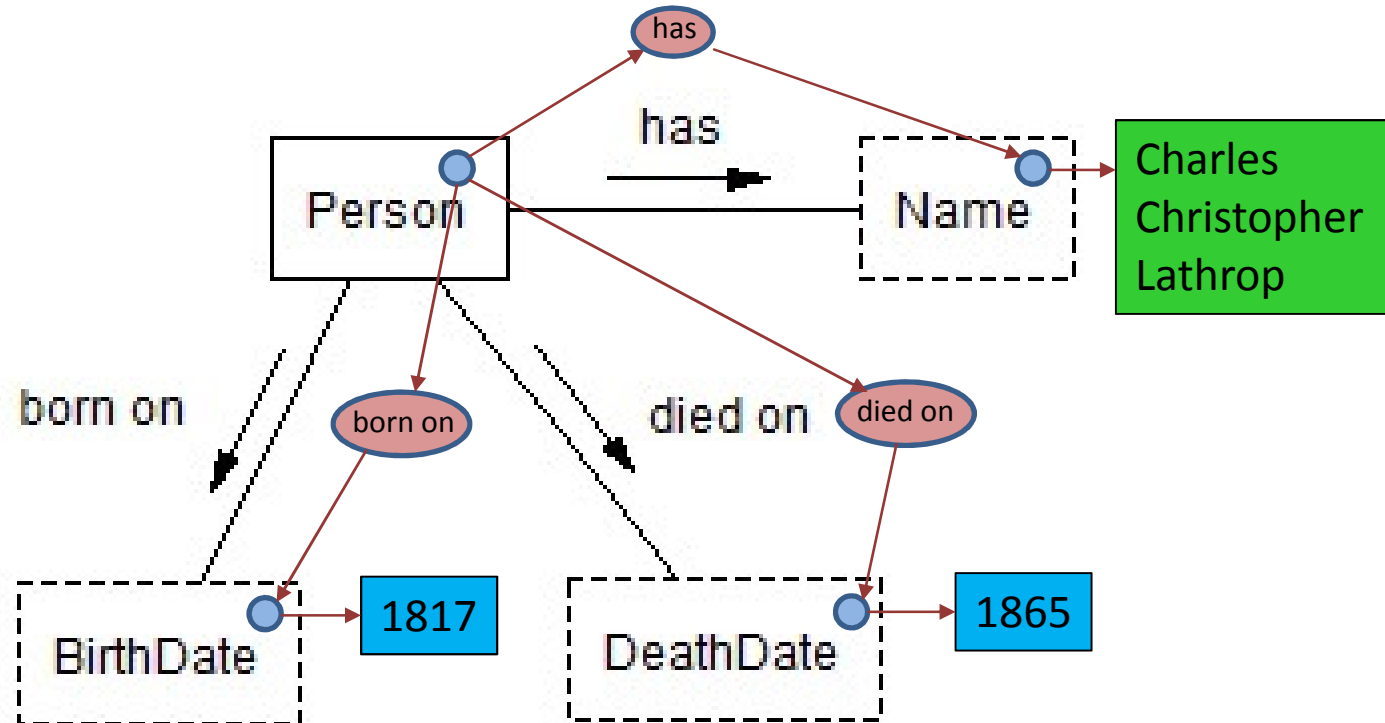 has
has
Person
Name
Charles
Christopher
Lathrop
born on
born on
died on
died on
1817
1865
BirthDate
DeathDate